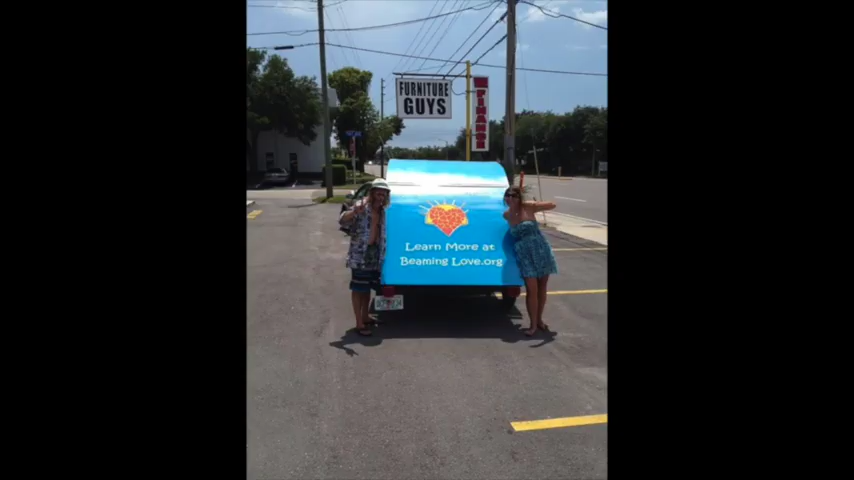 FURNITURE
GUYS
FINANCE
Learn More at
Beaming Love.org